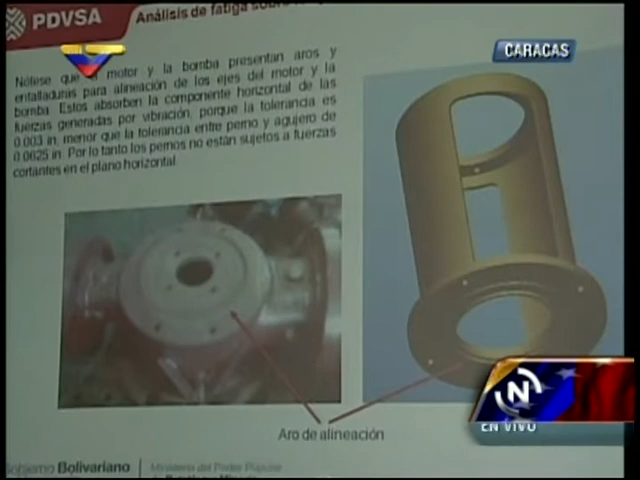 PDVSA
Análisis de fatiga sobre
CARACAS
Nótese que motor y la bomba presentan aros y
entalladuras para alineación de los ejes del motor y la
bomba. Estos absorben la componente horizontal de las
fuerzas generadas por vibración, porque la tolerancia es
0.003 in, menor que la tolerancia entre perno y agujero de
0.0625 in. Por lo tanto los pernos no están sujetos a fuerzas
cortantes en el plano horizontal.
Aro de alineación
N
EN VIVO
Gobierno Bolivariano
Ministerio del Poder Popular